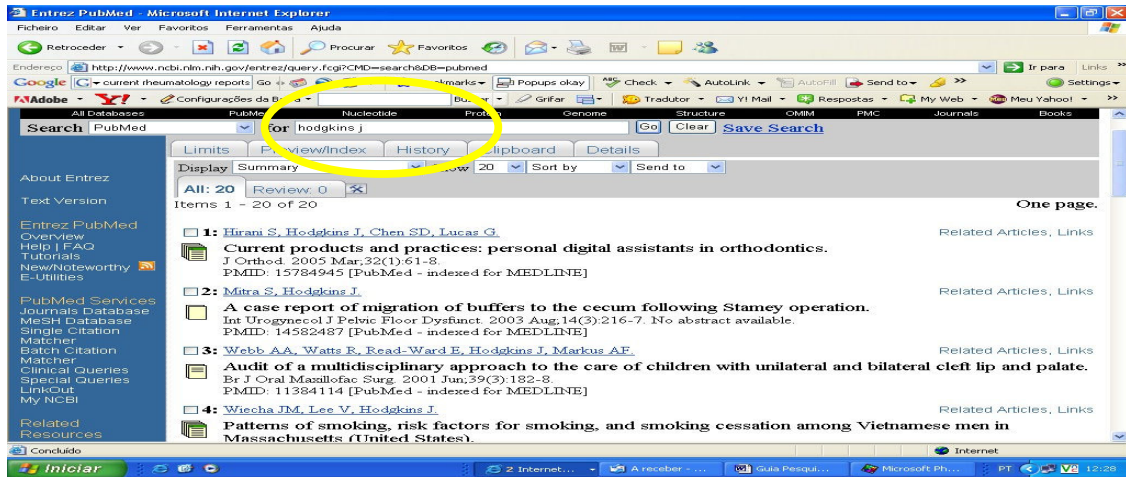 Entrez PubMed - Microsoft Internet Explorer
Ficheiro Editar Ver Favoritos Ferramentas Ajuda
Retroceder Procurar Favoritos
Endereço http://www.ncbi.nlm.nih.gov/entrez/query.fcgi?CMD=search&DB=pubmed Ir para Links »
Google G current rheumatology reports Go Popups okay Check AutoLink AutoFill Send to » Settings
Adobe Y! Configurações da Grifar Tradutor Y! Mail Respostas My Web Meu Yahoo! »
All Databases PubMed Nucleotide Protein Genome Structure OMIM PMC Journals Books
Search PubMed for hodgkins j Go Clear Save Search
Limits Preview/Index History Clipboard Details
Display Summary Show 20 Sort by Send to
All: 20 Review: 0
Items 1 - 20 of 20 One page.
About Entrez
Text Version
Entrez PubMed
Overview
Help | FAQ
Tutorials
New/Noteworthy
E-Utilities
PubMed Services
Journals Database
MeSH Database
Single Citation
Matcher
Batch Citation
Matcher
Clinical Queries
Special Queries
LinkOut
My NCBI
Related
Resources
1: Hirani S, Hodgkins J, Chen SD, Lucas G. Related Articles, Links
Current products and practices: personal digital assistants in orthodontics.
J Orthod. 2005 Mar;32(1):61-8.
PMID: 15784945 [PubMed - indexed for MEDLINE]
2: Mitra S, Hodgkins J. Related Articles, Links
A case report of migration of buffers to the cecum following Stamey operation.
Int Urogynecol J Pelvic Floor Dysfunct. 2003 Aug;14(3):216-7. No abstract available.
PMID: 14582487 [PubMed - indexed for MEDLINE]
3: Webb AA, Watts R, Read-Ward E, Hodgkins J, Markus AF. Related Articles, Links
Audit of a multidisciplinary approach to the care of children with unilateral and bilateral cleft lip and palate.
Br J Oral Maxillofac Surg. 2001 Jun;39(3):182-8.
PMID: 11384114 [PubMed - indexed for MEDLINE]
4: Wiecha JM, Lee V, Hodgkins J. Related Articles, Links
Patterns of smoking, risk factors for smoking, and smoking cessation among Vietnamese men in
Massachusetts (United States).
Concluído Internet
Iniciar 2 Internet... A receber - ... Guia Pesqui... Microsoft Ph... PT 12:28